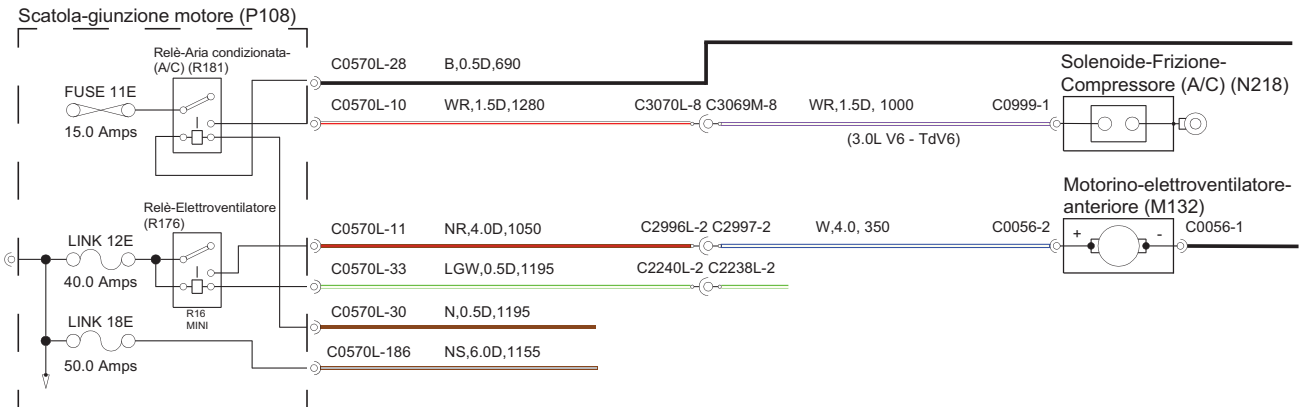 Scatola-giunzione motore (P108)
Relè-Aria condizionata-
(A/C) (R181)
FUSE 11E
15.0 Amps
C0570L-28 B,0.5D,690
C0570L-10 WR,1.5D,1280 C3070L-8 C3069M-8 WR,1.5D, 1000 C0999-1
(3.0L V6 - TdV6)
Solenoide-Frizione-
Compressore (A/C) (N218)
Relè-Elettroventilatore
(R176)
LINK 12E
40.0 Amps
R16
MINI
LINK 18E
50.0 Amps
C0570L-11 NR,4.0D,1050 C2996L-2 C2997-2 W,4.0, 350 C0056-2
Motorino-elettroventilatore-
anteriore (M132)
+ - C0056-1
C0570L-33 LGW,0.5D,1195 C2240L-2 C2238L-2
C0570L-30 N,0.5D,1195
C0570L-186 NS,6.0D,1155